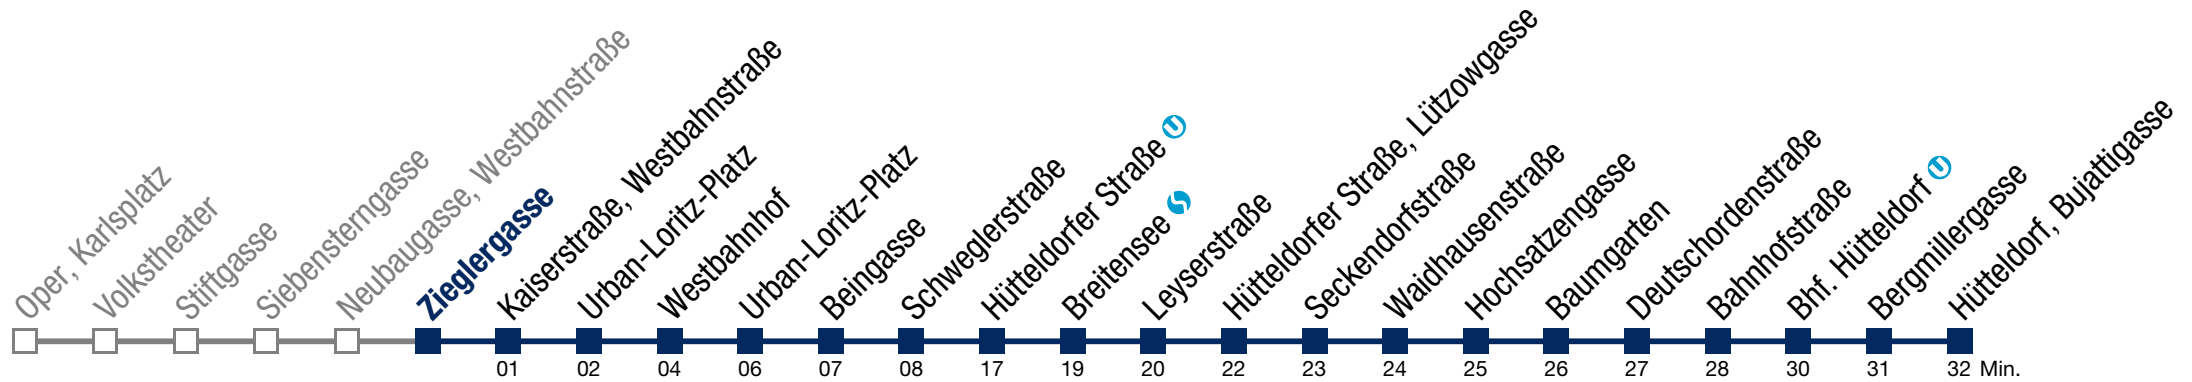 Oper, Karlsplatz
Volkstheater
Stiftgasse
Siebensterngasse
Neubaugasse, Westbahnstraße
Zieglergasse
Kaiserstraße, Westbahnstraße
Urban-Loritz-Platz
Westbahnhof
Urban-Loritz-Platz
Beingasse
Schweglerstraße
Hütteldorfer Straße U
Breitensee S
Leyserstraße
Hütteldorfer Straße, Lützowgasse
Seckendorfstraße
Waidhausenstraße
Hochsatzengasse
Baumgarten
Deutschordenstraße
Bahnhofstraße
Bhf. Hütteldorf U
Bergmillergasse
Hütteldorf, Bujattigasse
01 02 04 06 07 08 17 19 20 22 23 24 25 26 27 28 30 31 32 Min.